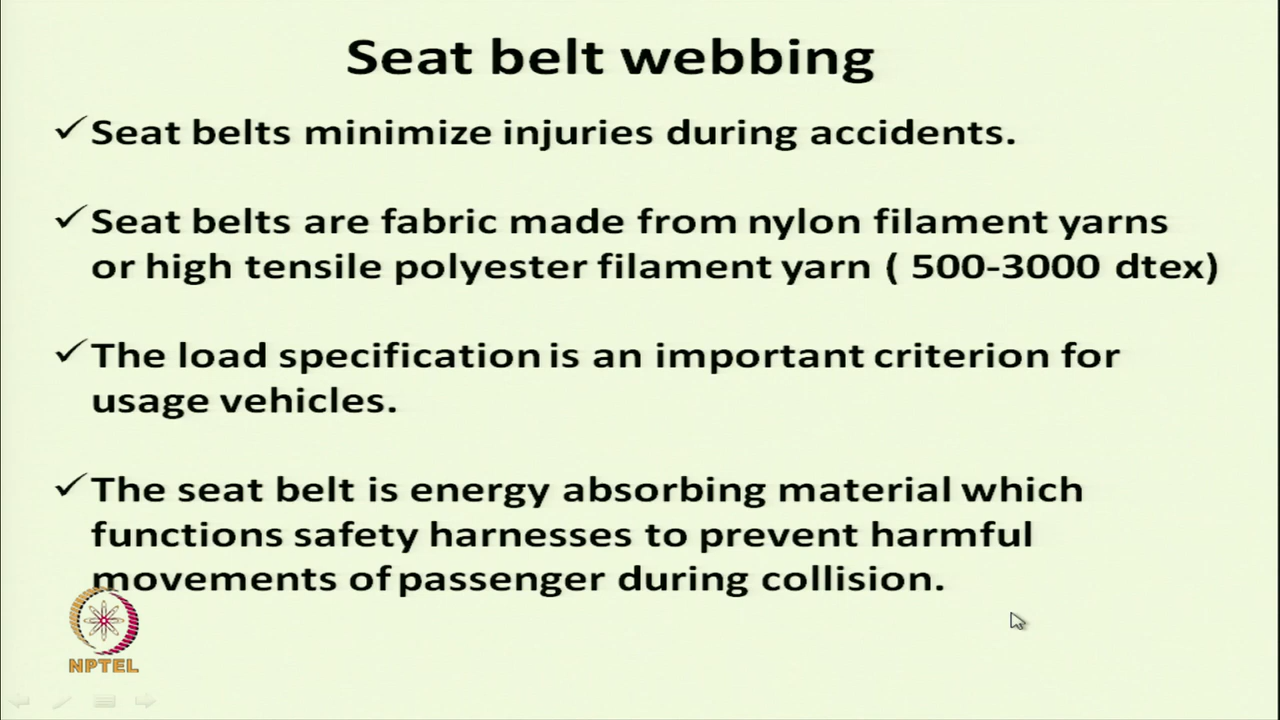 Seat belt webbing
✓ Seat belts minimize injuries during accidents.
✓ Seat belts are fabric made from nylon filament yarns
or high tensile polyester filament yarn ( 500-3000 dtex)
✓ The load specification is an important criterion for
usage vehicles.
✓ The seat belt is energy absorbing material which
functions safety harnesses to prevent harmful
movements of passenger during collision.
NPTEL